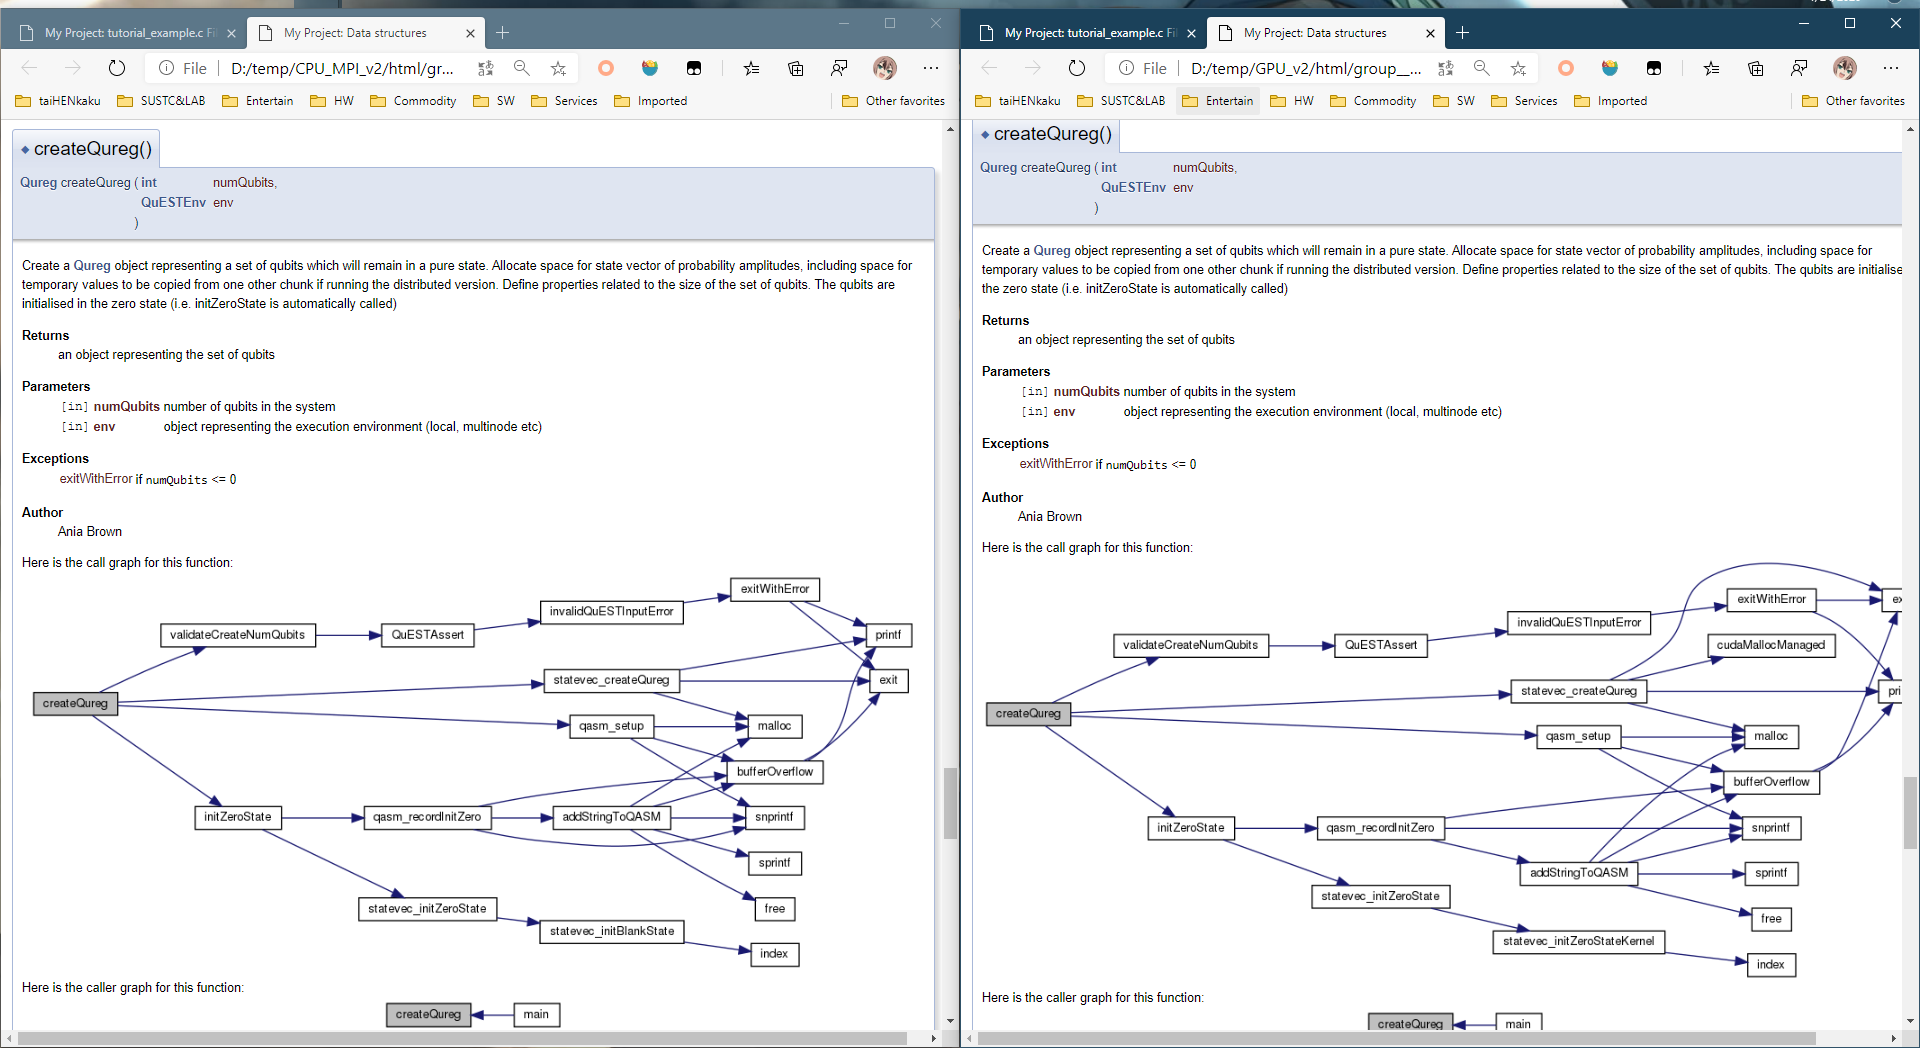 My Project: tutorial_example.c Fi
My Project: Data structures
File
D:/temp/CPU_MPI_v2/html/gr...
taiHENkaku
SUSTC&LAB
Entertain
HW
Commodity
SW
Services
Imported
Other favorites
createQureg()
Qureg createQureg ( int numQubits,
QuESTEnv env
)
Create a Qureg object representing a set of qubits which will remain in a pure state. Allocate space for state vector of probability amplitudes, including space for
temporary values to be copied from one other chunk if running the distributed version. Define properties related to the size of the set of qubits. The qubits are
initialised in the zero state (i.e. initZeroState is automatically called)
Returns
an object representing the set of qubits
Parameters
[in] numQubits number of qubits in the system
[in] env object representing the execution environment (local, multinode etc)
Exceptions
exitWithError if numQubits <= 0
Author
Ania Brown
Here is the call graph for this function:
exitWithError
invalidQuESTInputError
validateCreateNumQubits
QuESTAssert
printf
statevec_createQureg
exit
createQureg
qasm_setup
malloc
bufferOverflow
initZeroState
qasm_recordInitZero
addStringToQASM
snprintf
sprintf
statevec_initZeroState
free
statevec_initBlankState
index
Here is the caller graph for this function:
createQureg
main
My Project: tutorial_example.c Fi
My Project: Data structures
File
D:/temp/GPU_v2/html/group__...
taiHENkaku
SUSTC&LAB
Entertain
HW
Commodity
SW
Services
Imported
Other favorites
createQureg()
Qureg createQureg ( int numQubits,
QuESTEnv env
)
Create a Qureg object representing a set of qubits which will remain in a pure state. Allocate space for state vector of probability amplitudes, including space for
temporary values to be copied from one other chunk if running the distributed version. Define properties related to the size of the set of qubits. The qubits are initialise
the zero state (i.e. initZeroState is automatically called)
Returns
an object representing the set of qubits
Parameters
[in] numQubits number of qubits in the system
[in] env object representing the execution environment (local, multinode etc)
Exceptions
exitWithError if numQubits <= 0
Author
Ania Brown
Here is the call graph for this function:
exitWithError
ex
invalidQuESTInputError
validateCreateNumQubits
QuESTAssert
cudaMallocManaged
statevec_createQureg
pri
createQureg
qasm_setup
malloc
bufferOverflow
initZeroState
qasm_recordInitZero
snprintf
addStringToQASM
sprintf
statevec_initZeroState
free
statevec_initZeroStateKernel
index
Here is the caller graph for this function:
createQureg
main